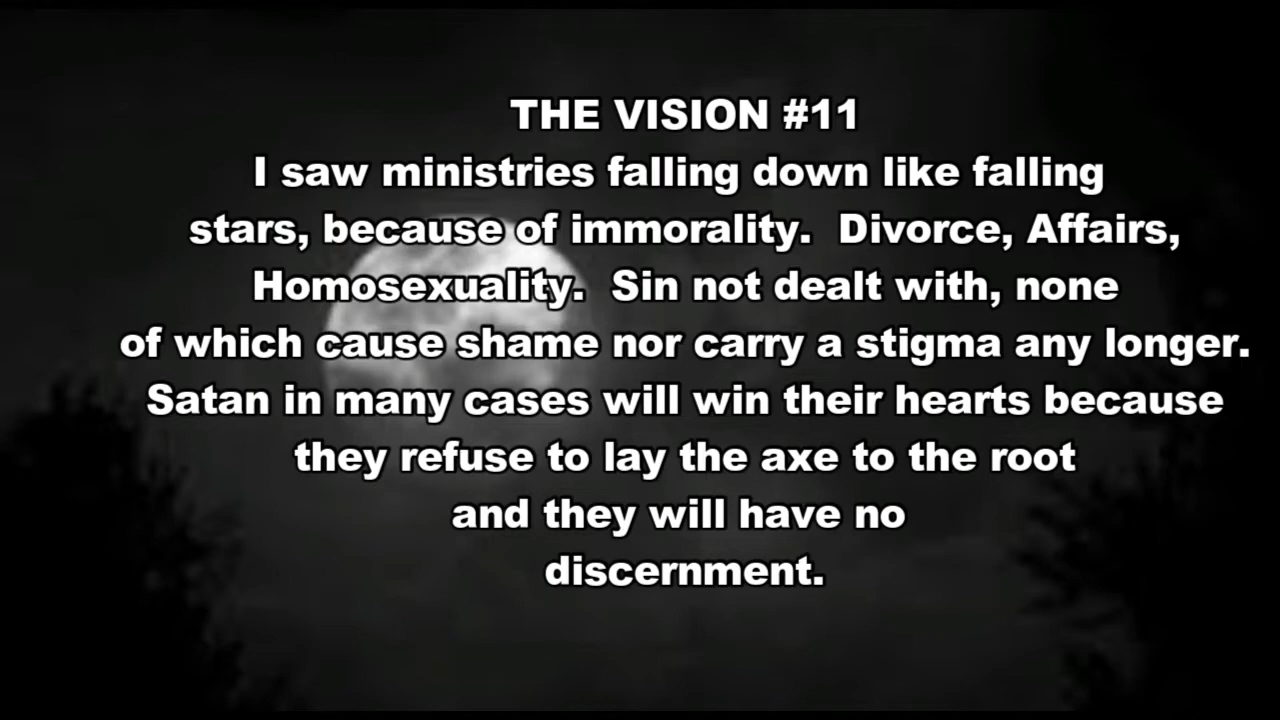 THE VISION #11
I saw ministries falling down like falling
stars, because of immorality.  Divorce, Affairs,
Homosexuality.  Sin not dealt with, none
of which cause shame nor carry a stigma any longer.
Satan in many cases will win their hearts because
they refuse to lay the axe to the root
and they will have no
discernment.